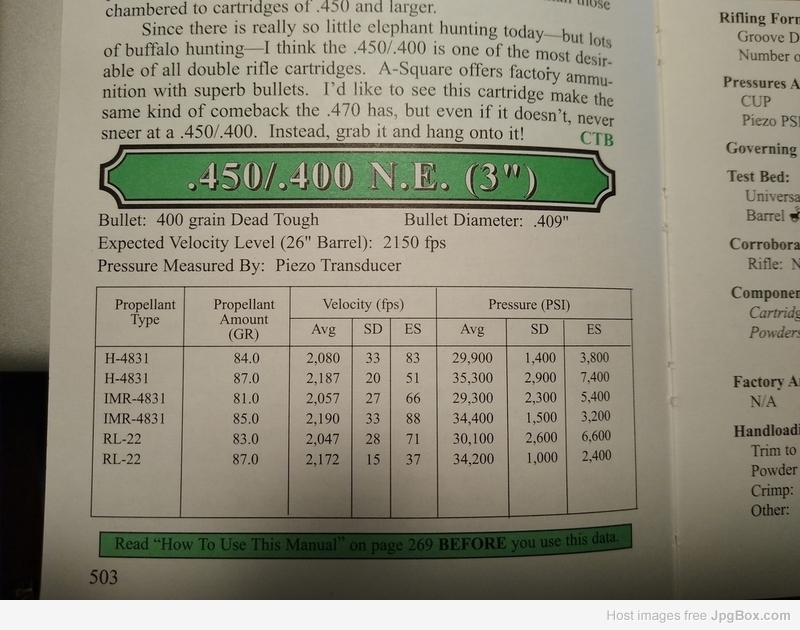 chambered to cartridges of .450 and larger. than those
Since there is really so little elephant hunting today—but lots
of buffalo hunting—I think the .450/.400 is one of the most desir-
able of all double rifle cartridges. A-Square offers factory ammu-
nition with superb bullets. I'd like to see this cartridge make the
same kind of comeback the .470 has, but even if it doesn't, never
sneer at a .450/.400. Instead, grab it and hang onto it! CTB
.450/.400 N.E. (3")
Bullet: 400 grain Dead Tough Bullet Diameter: .409"
Expected Velocity Level (26" Barrel): 2150 fps
Pressure Measured By: Piezo Transducer
Propellant Type Propellant Amount (GR) Velocity (fps) Pressure (PSI)
Avg SD ES Avg SD ES
H-4831 84.0 2,080 33 83 29,900 1,400 3,800
H-4831 87.0 2,187 20 51 35,300 2,900 7,400
IMR-4831 81.0 2,057 27 66 29,300 2,300 5,400
IMR-4831 85.0 2,190 33 88 34,400 1,500 3,200
RL-22 83.0 2,047 28 71 30,100 2,600 6,600
RL-22 87.0 2,172 15 37 34,200 1,000 2,400
Read "How To Use This Manual" on page 269 BEFORE you use this data.
503
Rifling For
Groove D
Number o
Pressures A
CUP
Piezo PS
Governing
Test Bed:
Universa
Barrel
Corrobora
Rifle: N
Componen
Cartridg
Powders
Factory A
N/A
Handloadi
Trim to
Powder
Crimp:
Other:
Host images free JpgBox.com